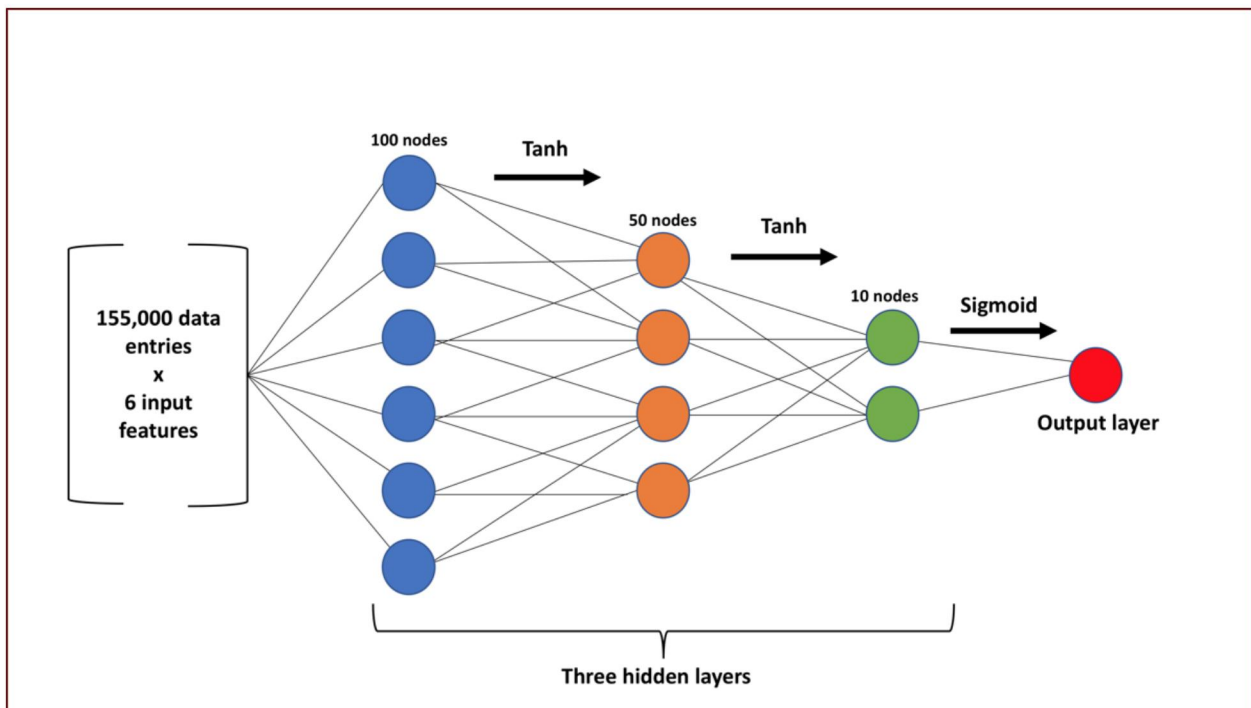 100 nodes
Tanh
50 nodes
Tanh
10 nodes
Sigmoid
155,000 data
entries
x
6 input
features
Output layer
Three hidden layers